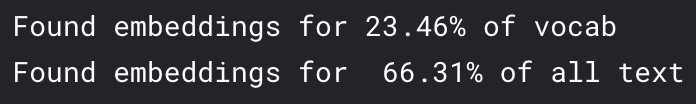 Found embeddings for 23.46% of vocab
Found embeddings for  66.31% of all text